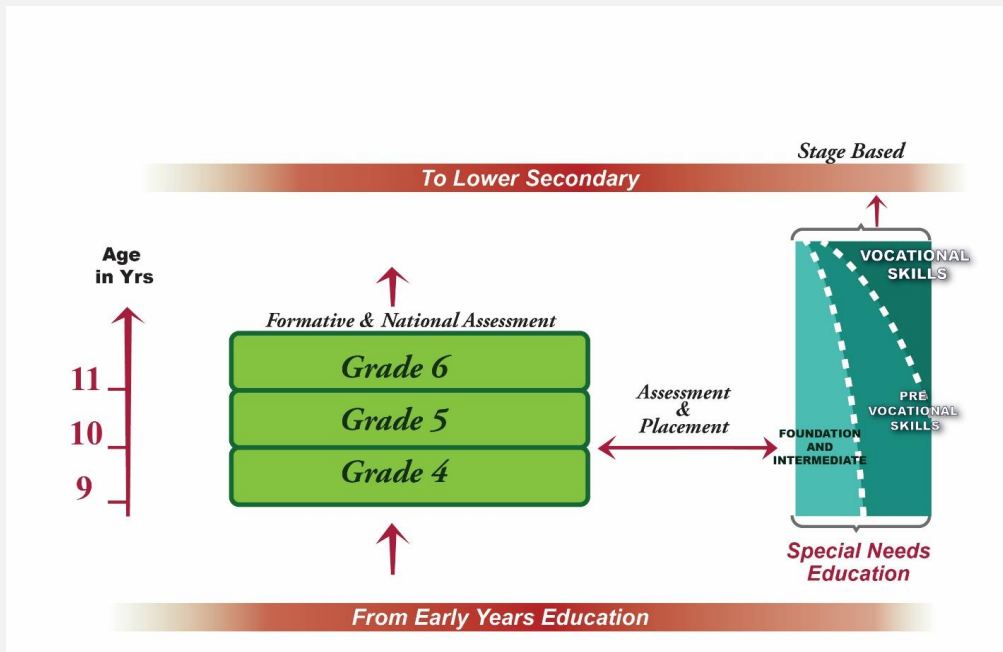 Stage Based
To Lower Secondary
Age
in Yrs
VOCATIONAL
SKILLS
Formative & National Assessment
Grade 6
11
Assessment
&
Placement
PRE
VOCATIONAL
SKILLS
Grade 5
10
FOUNDATION
AND
INTERMEDIATE
Grade 4
9
Special Needs
Education
From Early Years Education